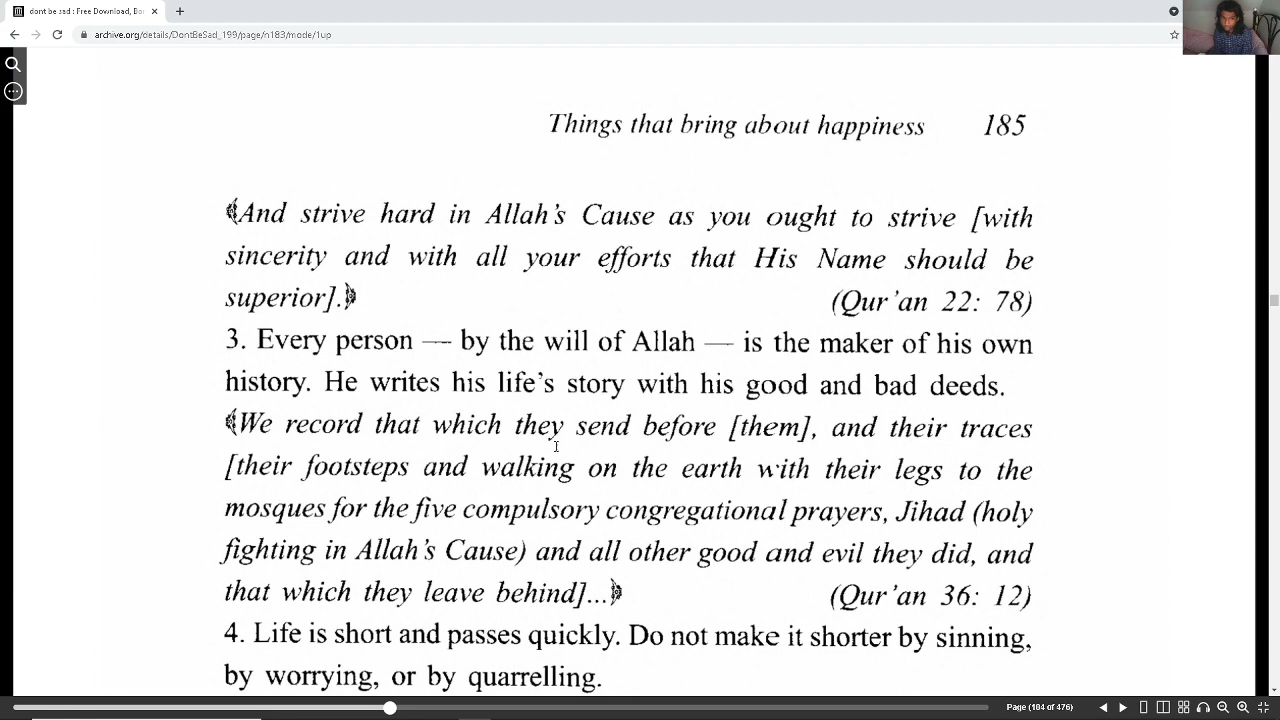 dont be sad : Free Download, Bor
archive.org/details/DontBeSad_199/page/n183/mode/1up
Things that bring about happiness 185
﴾And strive hard in Allah's Cause as you ought to strive [with
sincerity and with all your efforts that His Name should be
superior].﴿ (Qur'an 22: 78)
3. Every person — by the will of Allah — is the maker of his own
history. He writes his life's story with his good and bad deeds.
﴾We record that which they send before [them], and their traces
[their footsteps and walking on the earth with their legs to the
mosques for the five compulsory congregational prayers, Jihad (holy
fighting in Allah's Cause) and all other good and evil they did, and
that which they leave behind]...﴿ (Qur'an 36: 12)
4. Life is short and passes quickly. Do not make it shorter by sinning,
by worrying, or by quarrelling.
Page (184 of 476)